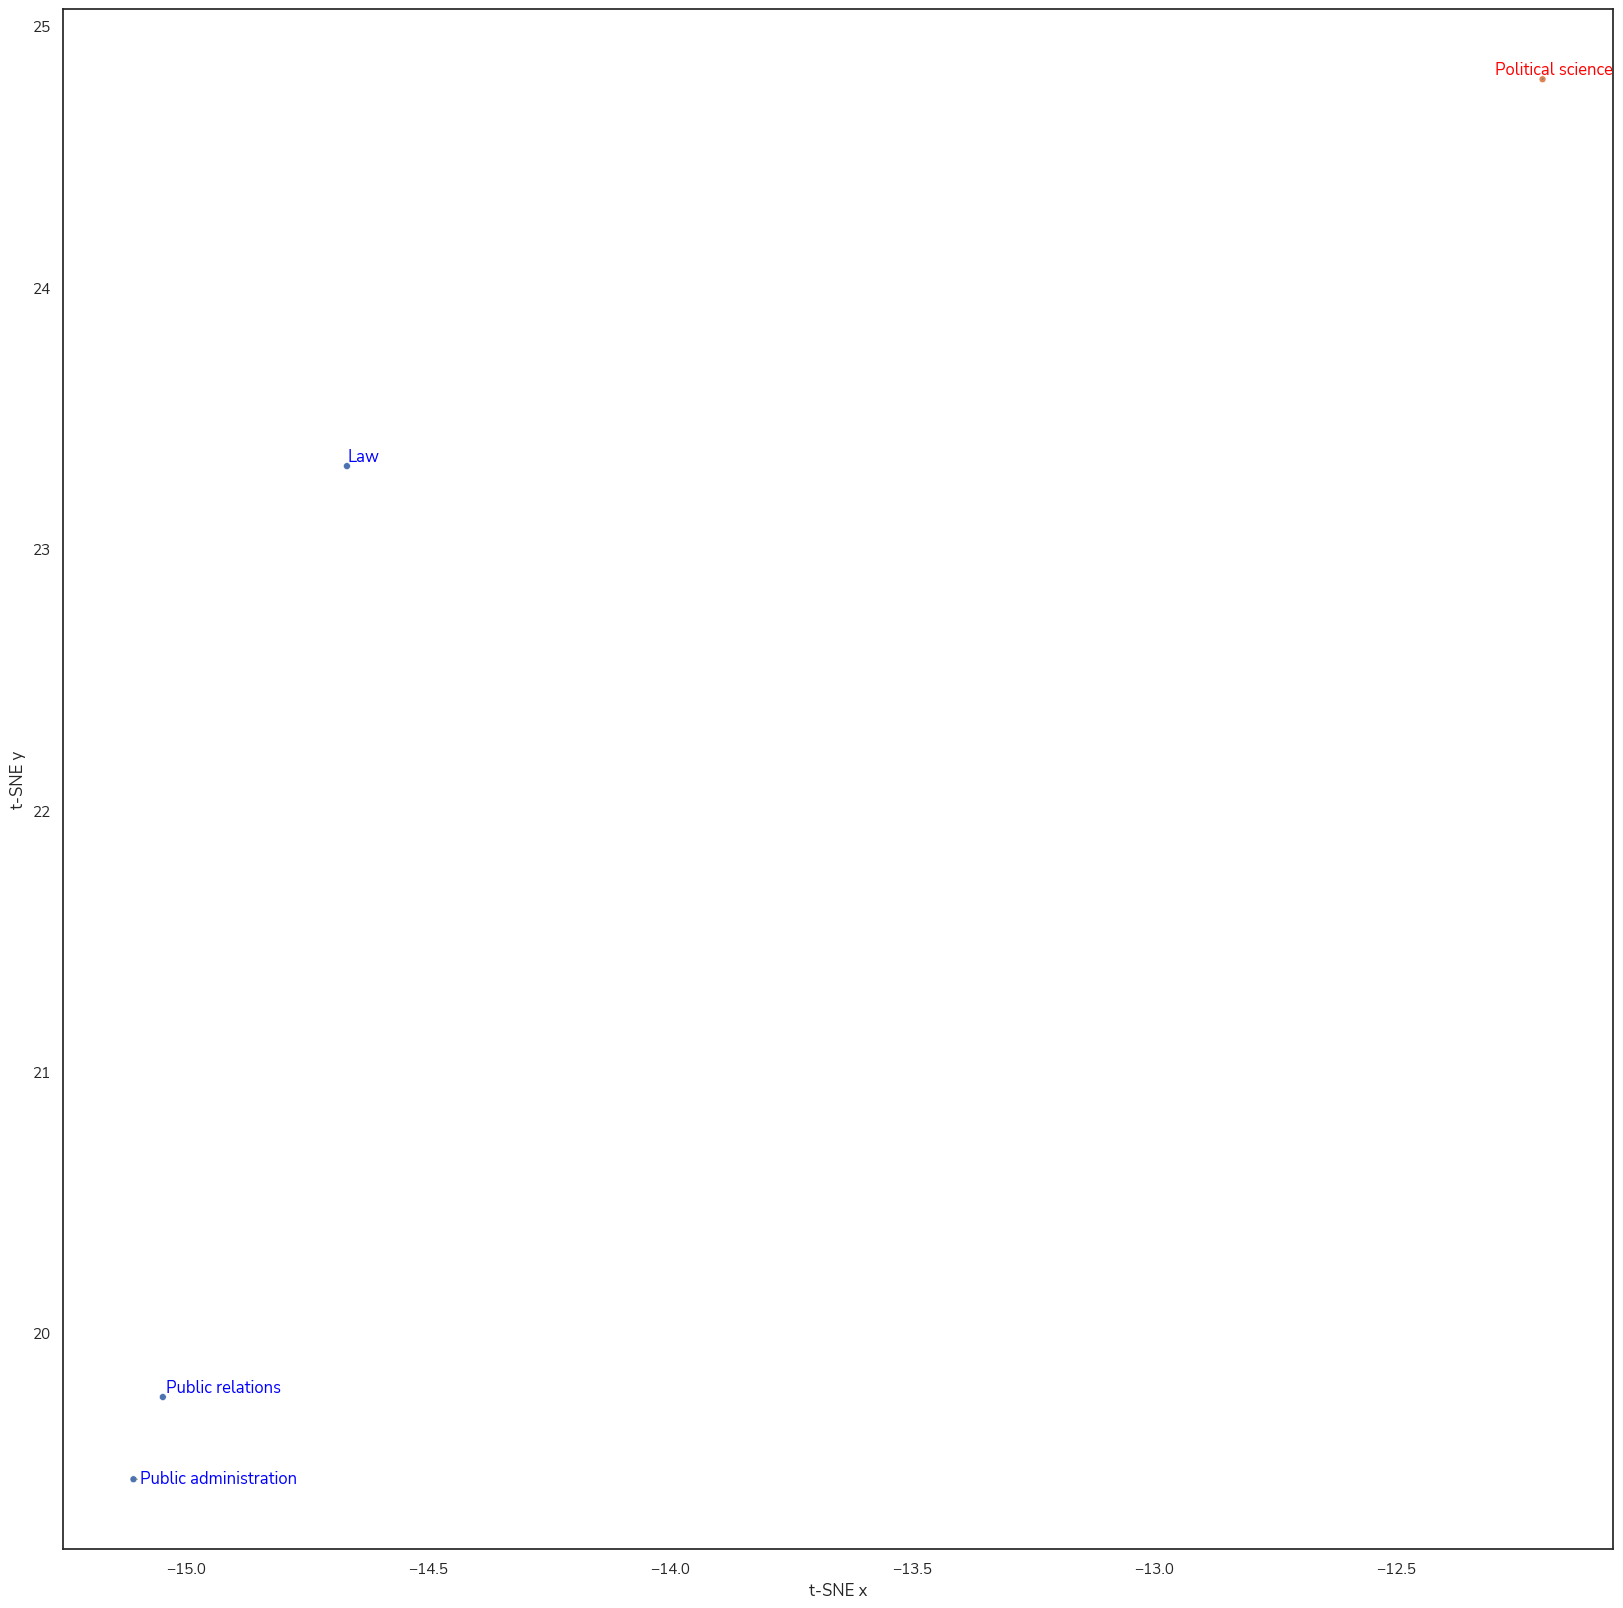 25
Political science
24
Law
23
t-SNE y
22
21
20
Public relations
Public administration
−15.0 −14.5 −14.0 −13.5 −13.0 −12.5
t-SNE x